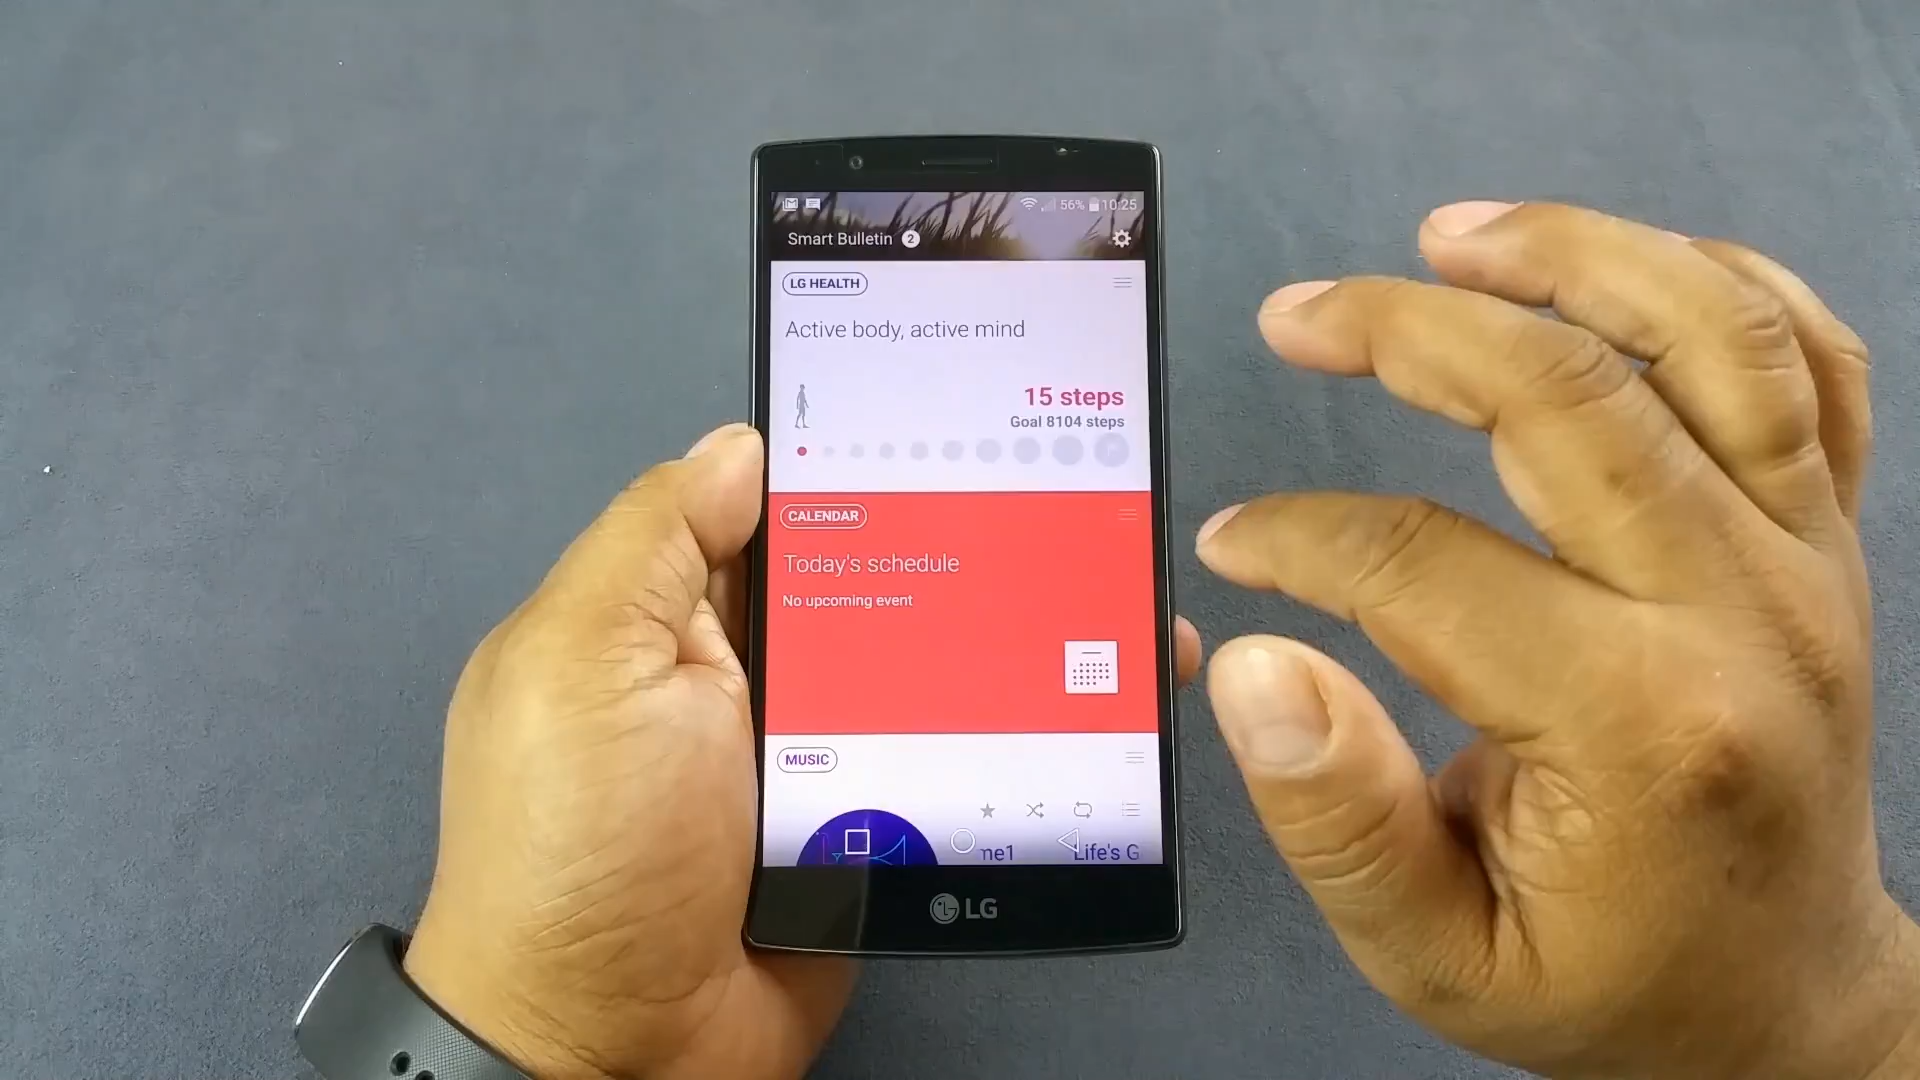 56% 10:25
Smart Bulletin 2
LG HEALTH
Active body, active mind
15 steps
Goal 8104 steps
CALENDAR
Today's schedule
No upcoming event
MUSIC
me1 Life's G
LG